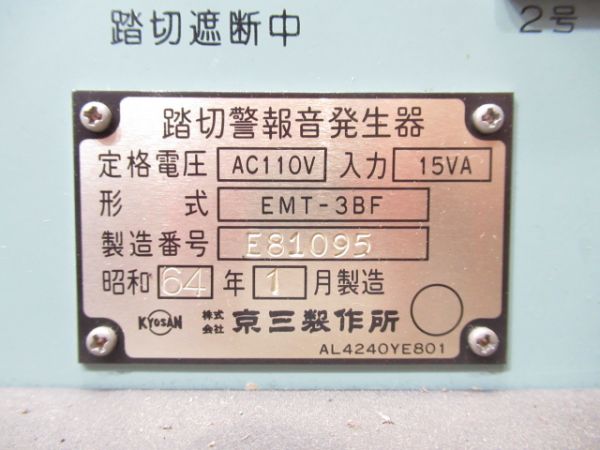 踏切遮断中 2号
踏切警報音発生器
定格電圧 AC110V 入力 15VA
形 式 EMT-3BF
製造番号 E81095
昭和 64 年 1 月製造
KYOSAN 株式会社 京三製作所
AL4240YE801